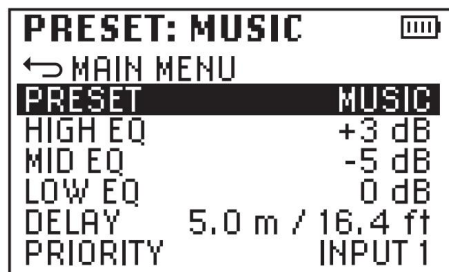 PRESET: MUSIC
MAIN MENU
PRESET MUSIC
HIGH EQ +3 dB
MID EQ -5 dB
LOW EQ 0 dB
DELAY 5.0 m / 16.4 ft
PRIORITY INPUT 1